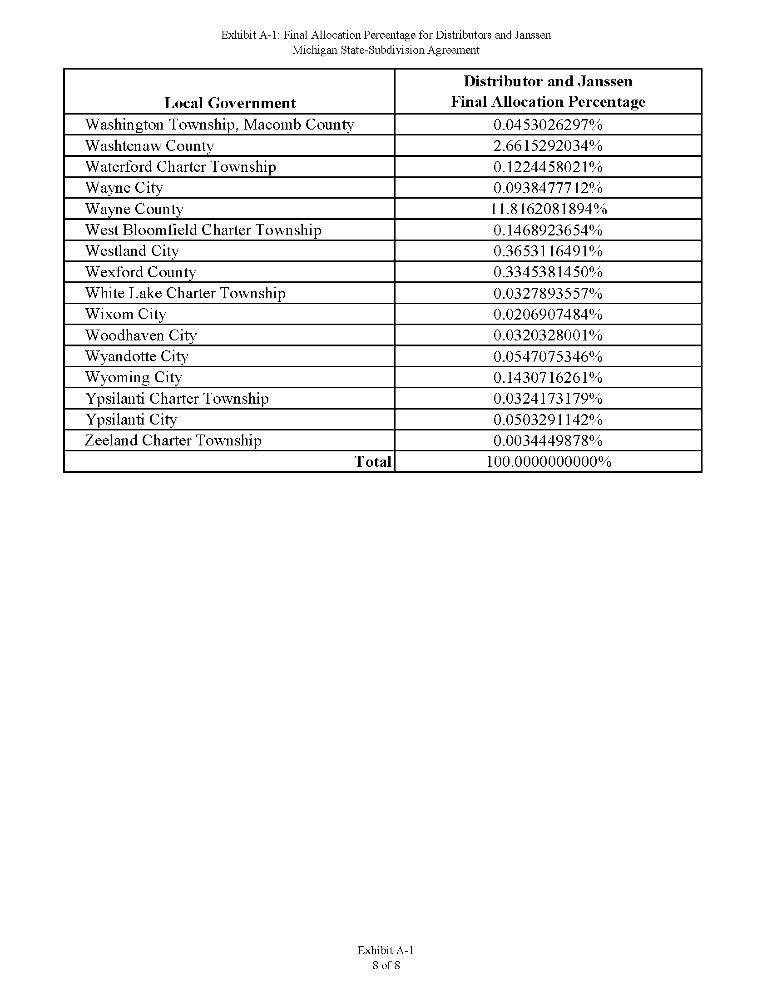 Exhibit A-1: Final Allocation Percentage for Distributors and Janssen
Michigan State-Subdivision Agreement
Local Government
Distributor and Janssen
Final Allocation Percentage
Washington Township, Macomb County 0.0453026297%
Washtenaw County 2.6615292034%
Waterford Charter Township 0.1224458021%
Wayne City 0.0938477712%
Wayne County 11.8162081894%
West Bloomfield Charter Township 0.1468923654%
Westland City 0.3653116491%
Wexford County 0.3345381450%
White Lake Charter Township 0.0327893557%
Wixom City 0.0206907484%
Woodhaven City 0.0320328001%
Wyandotte City 0.0547075346%
Wyoming City 0.1430716261%
Ypsilanti Charter Township 0.0324173179%
Ypsilanti City 0.0503291142%
Zeeland Charter Township 0.0034449878%
Total 100.0000000000%
Exhibit A-1
8 of 8